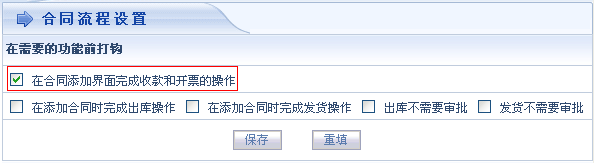 合同流程设置
在需要的功能前打钩
在合同添加界面完成收款和开票的操作
在添加合同时完成出库操作 在添加合同时完成发货操作 出库不需要审批 发货不需要审批
保存 重填